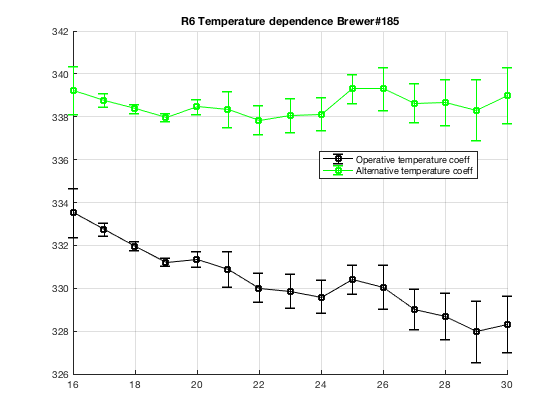 R6 Temperature dependence Brewer#185
342
340
338
336
334
332
330
328
326
Operative temperature coeff
Alternative temperature coeff
16 18 20 22 24 26 28 30